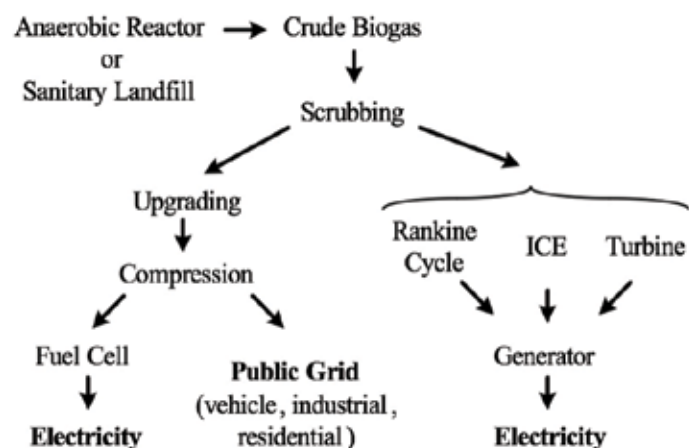 Anaerobic Reactor
or
Sanitary Landfill
Crude Biogas
Scrubbing
Upgrading
Compression
Fuel Cell
Electricity
Public Grid
(vehicle, industrial,
residential)
Rankine
Cycle
ICE
Turbine
Generator
Electricity